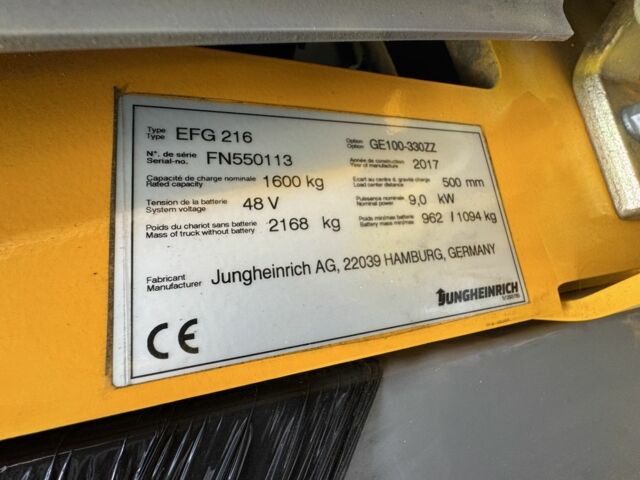 Type
Type EFG 216
Option
Option GE100-330ZZ
N°. de série
Serial-no. FN550113
Année de construction
Year of manufacture 2017
Capacité de charge nominale
Rated capacity 1600 kg
Ecart au centre d. gravité charge
Load center distance 500 mm
Tension de la batterie
System voltage 48 V
Puissance nominale
Nominal power 9,0 kW
Poids du chariot sans batterie
Mass of truck without battery 2168 kg
Poids min/max batterie
Battery mass min/max 962 / 1094 kg
Fabricant
Manufacturer Jungheinrich AG, 22039 HAMBURG, GERMANY
JUNGHEINRICH
CE